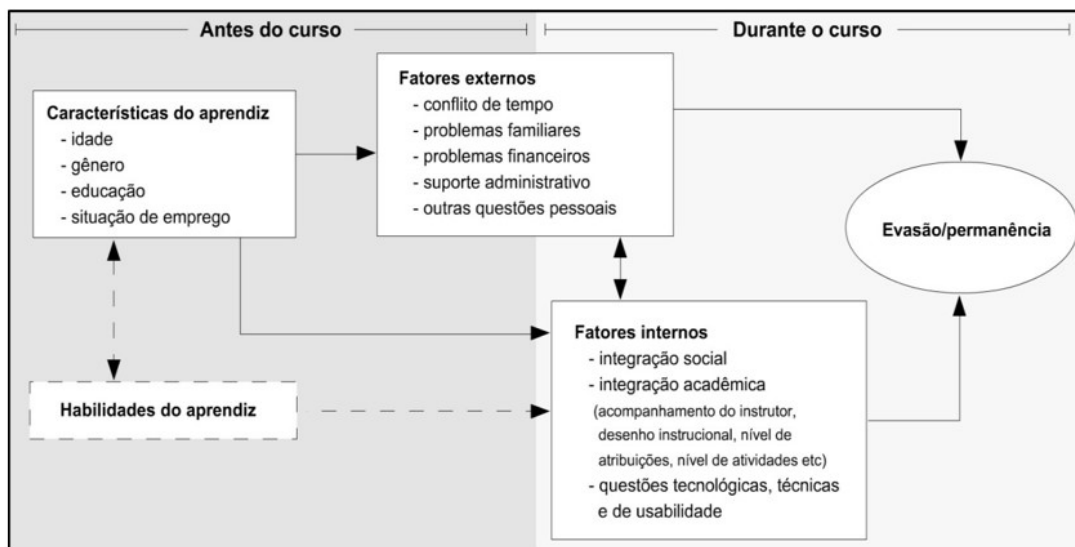 Antes do curso
Durante o curso
Características do aprendiz
- idade
- gênero
- educação
- situação de emprego
Fatores externos
- conflito de tempo
- problemas familiares
- problemas financeiros
- suporte administrativo
- outras questões pessoais
Evasão/permanência
Habilidades do aprendiz
Fatores internos
- integração social
- integração acadêmica
(acompanhamento do instrutor,
desenho instrucional, nível de
atribuições, nível de atividades etc)
- questões tecnológicas, técnicas
e de usabilidade